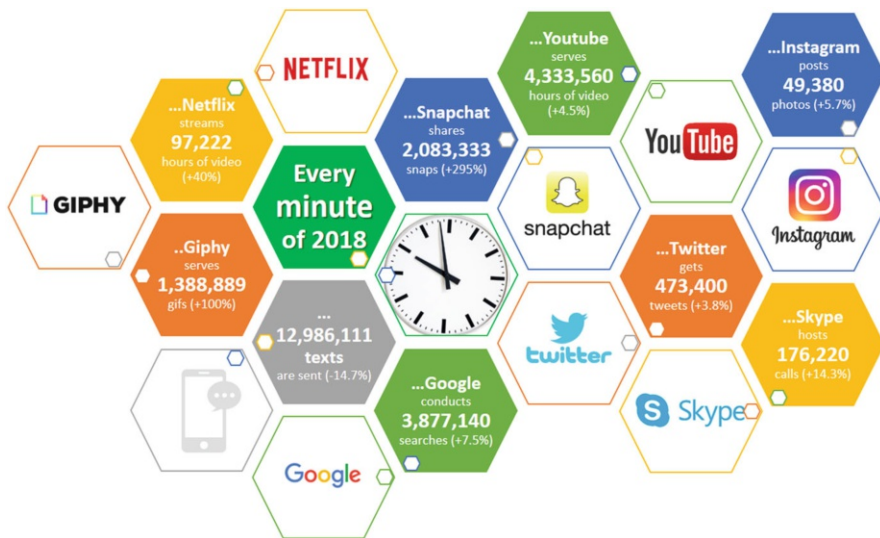 NETFLIX
...Netflix
streams
97,222
hours of video
(+40%)
GIPHY
..Giphy
serves
1,388,889
gifs (+100%)
Every
minute
of 2018
...
12,986,111
texts
are sent (-14.7%)
Google
...Snapchat
shares
2,083,333
snaps (+295%)
...Google
conducts
3,877,140
searches (+7.5%)
...Youtube
serves
4,333,560
hours of video
(+4.5%)
snapchat
twitter
YouTube
...Twitter
gets
473,400
tweets (+3.8%)
S Skype
...Instagram
posts
49,380
photos (+5.7%)
Instagram
...Skype
hosts
176,220
calls (+14.3%)